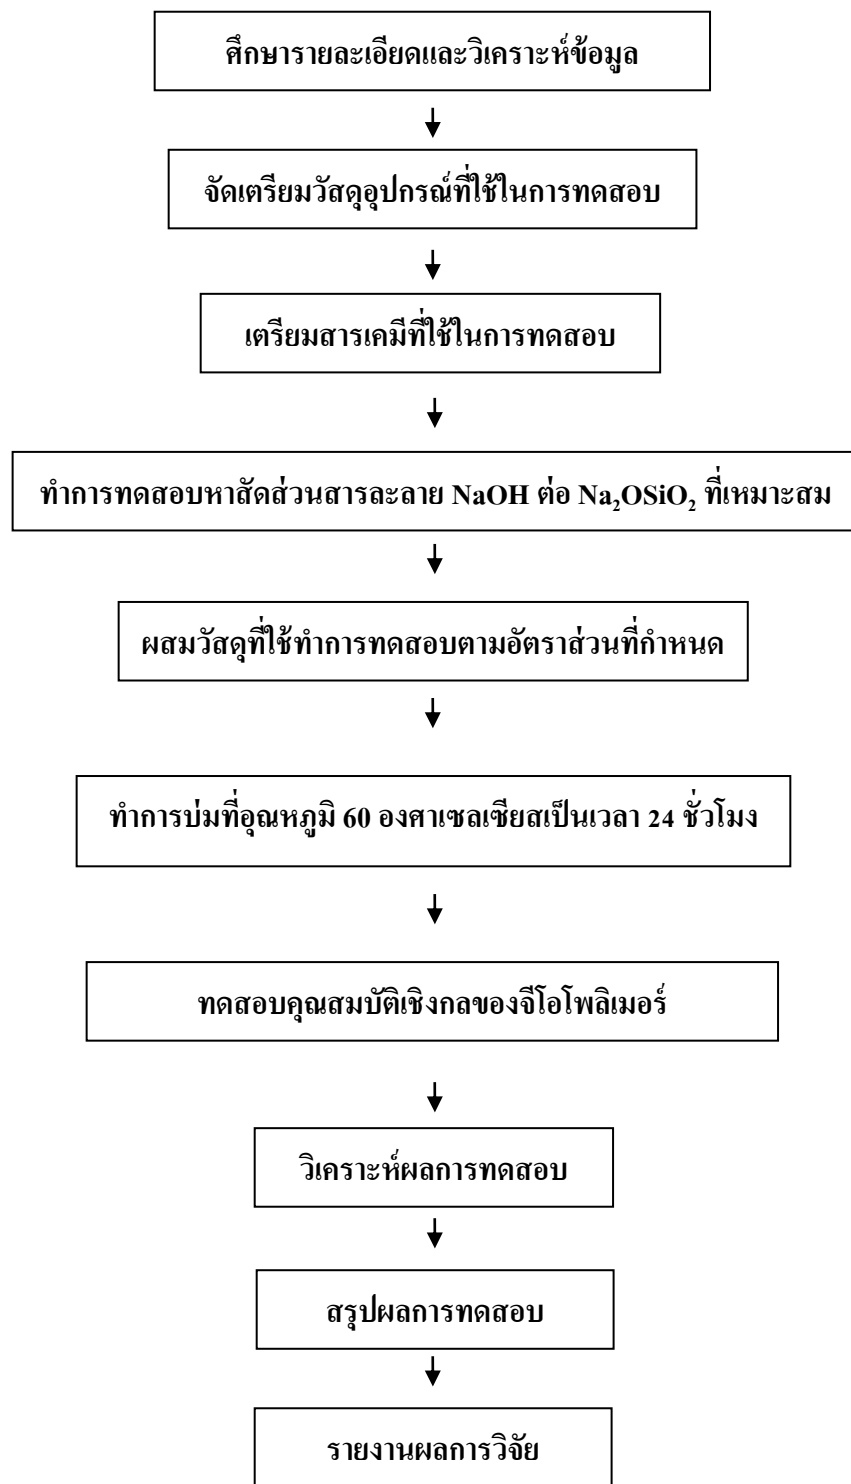 ศึกษารายละเอียดและวิเคราะห์ข้อมูล
จัดเตรียมวัสดุอุปกรณ์ที่ใช้ในการทดสอบ
เตรียมสารเคมีที่ใช้ในการทดสอบ
ทำการทดสอบหาสัดส่วนสารละลาย NaOH ต่อ Na₂OSiO₂ ที่เหมาะสม
ผสมวัสดุที่ใช้ทำการทดสอบตามอัตราส่วนที่กำหนด
ทำการบ่มที่อุณหภูมิ 60 องศาเซลเซียสเป็นเวลา 24 ชั่วโมง
ทดสอบคุณสมบัติเชิงกลของจีโอโพลิเมอร์
วิเคราะห์ผลการทดสอบ
สรุปผลการทดสอบ
รายงานผลการวิจัย